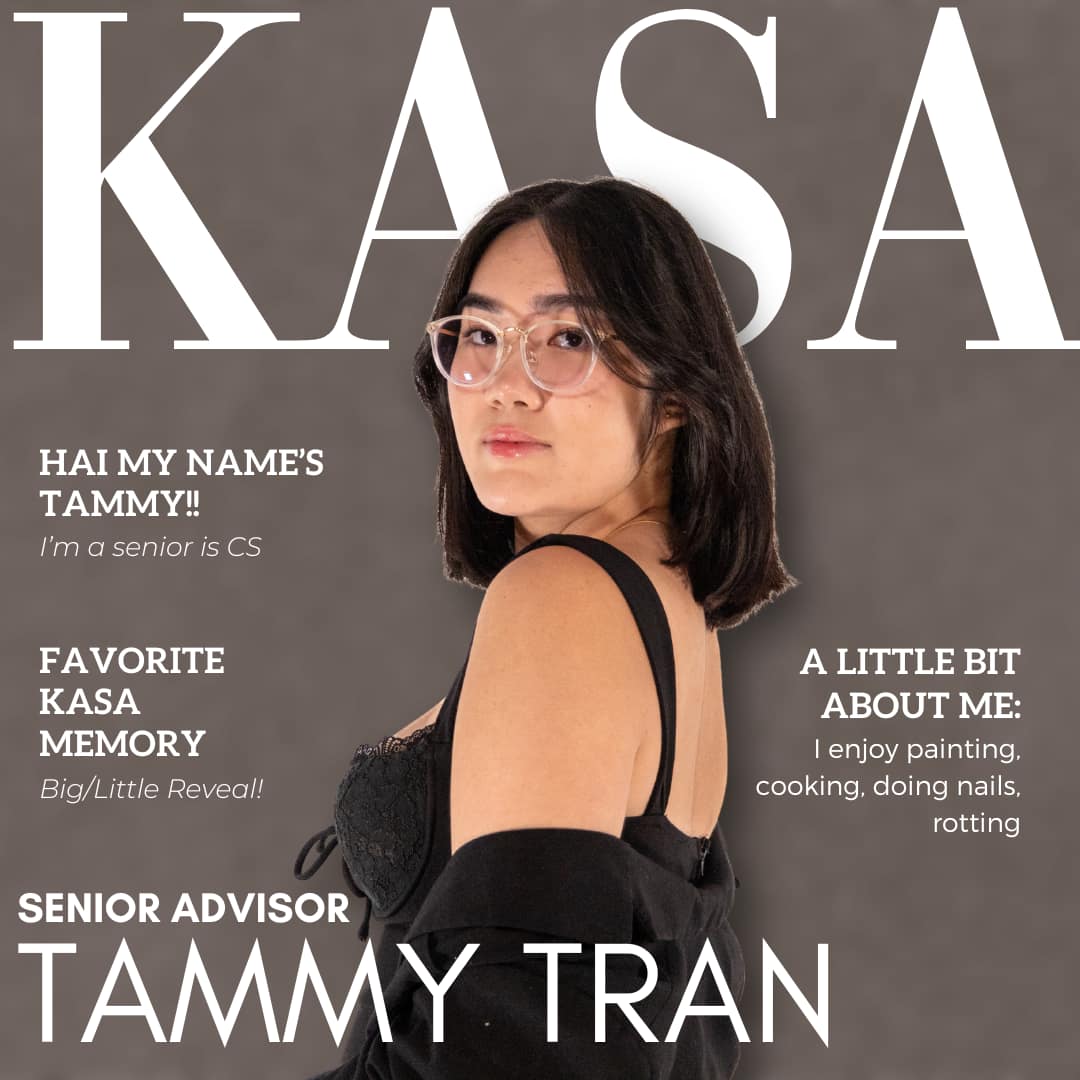 KASA
HAI MY NAME’S
TAMMY!!
I’m a senior is CS
FAVORITE
KASA
MEMORY
Big/Little Reveal!
A LITTLE BIT
ABOUT ME:
I enjoy painting,
cooking, doing nails,
rotting
SENIOR ADVISOR
TAMMY TRAN